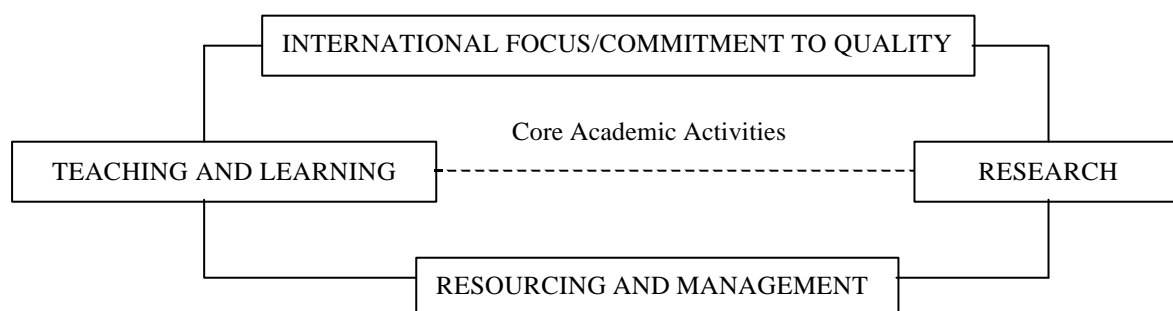 INTERNATIONAL FOCUS/COMMITMENT TO QUALITY
Core Academic Activities
TEACHING AND LEARNING
RESEARCH
RESOURCING AND MANAGEMENT